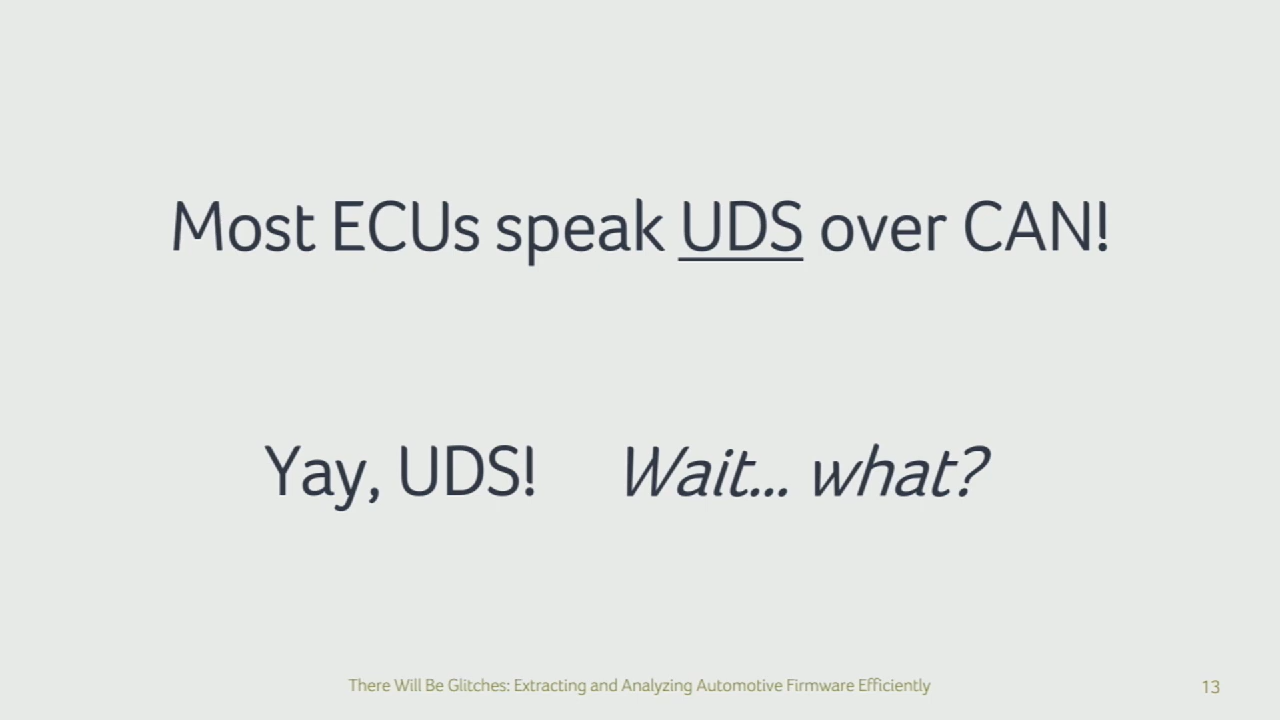 Most ECUs speak UDS over CAN!
Yay, UDS! Wait... what?
There Will Be Glitches: Extracting and Analyzing Automotive Firmware Efficiently
13